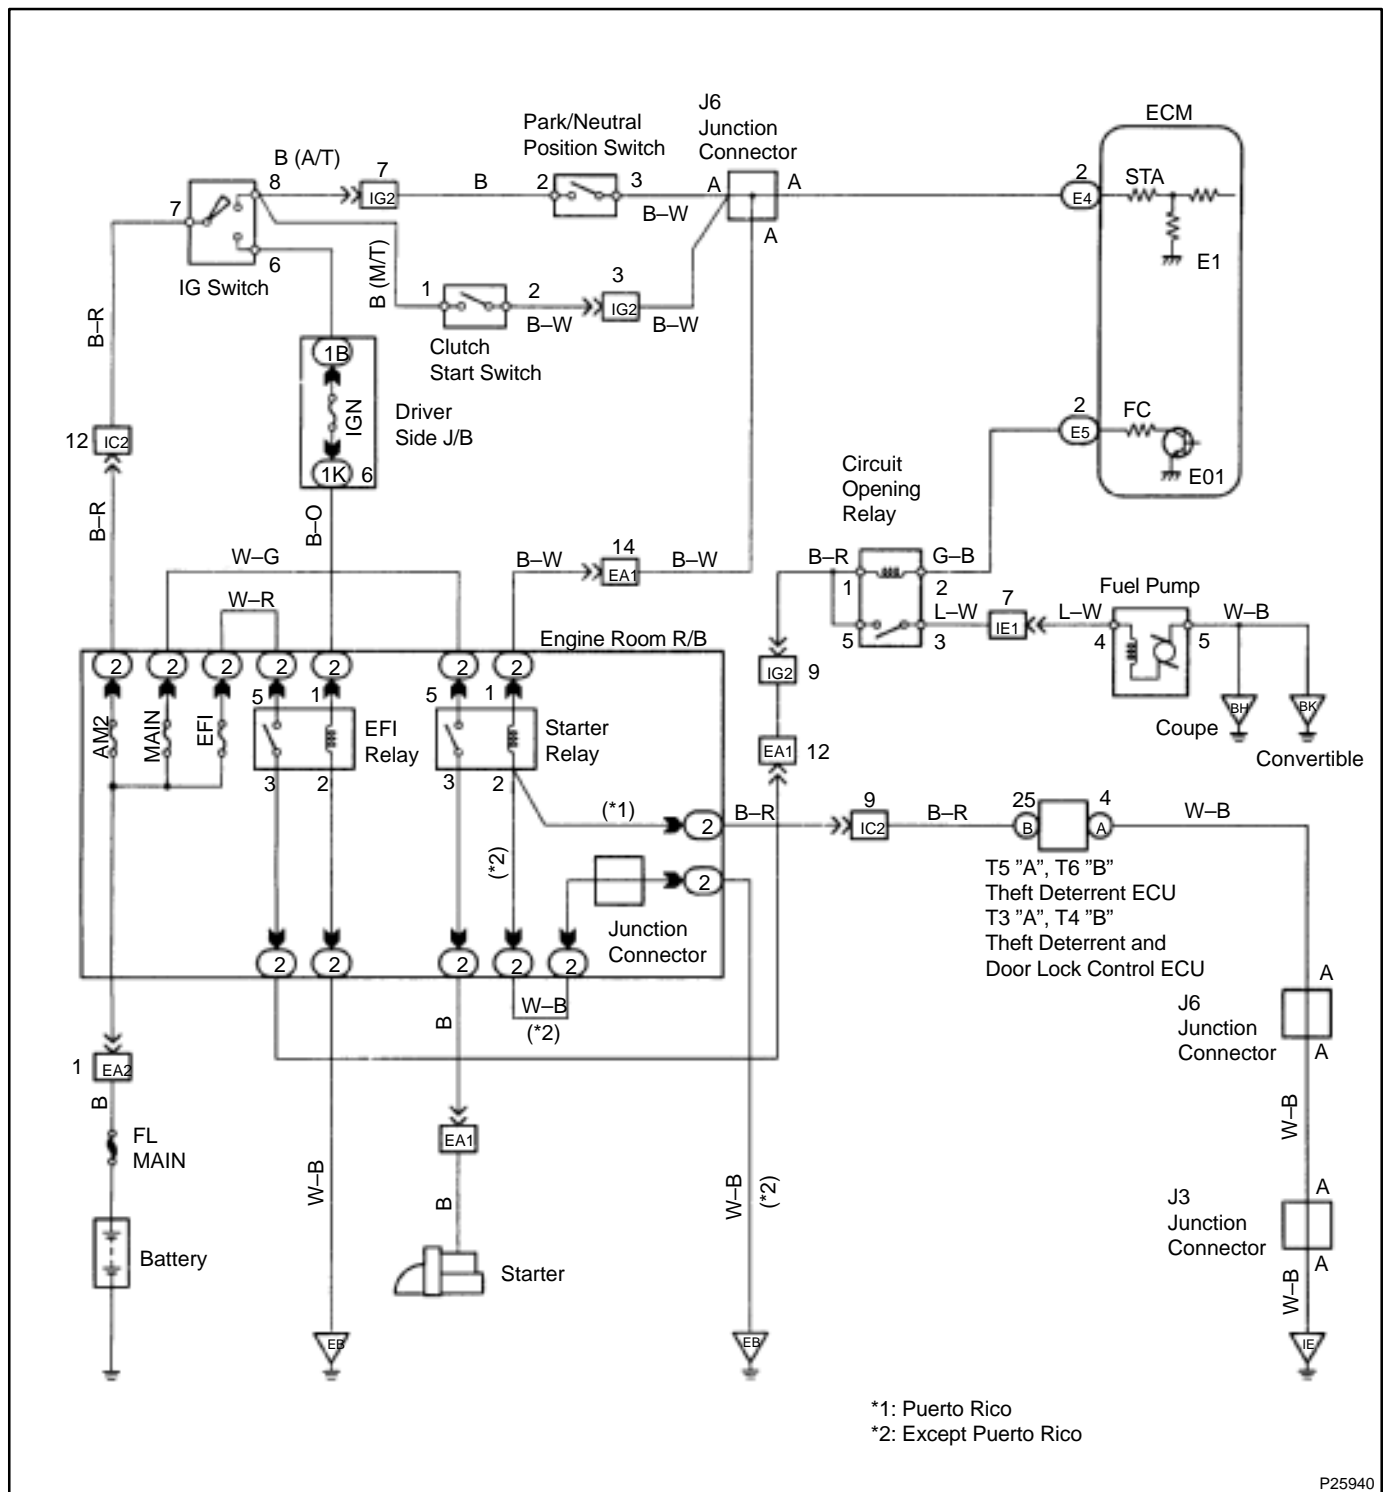 J6
Junction
Connector
ECM
Park/Neutral
Position Switch
B (A/T)
7
8
IG2
B
2
3
A
A
2
STA
E4
7
B–W
A
E1
6
IG Switch
B (M/T)
1
2
3
IG2
B–W
B–W
Clutch
Start Switch
B–R
1B
IGN
Driver
Side J/B
1K
6
12
IC2
2
FC
E5
E01
Circuit
Opening
Relay
B–R
B–O
W–G
W–R
B–W
14
EA1
B–W
B–R
G–B
1
2
L–W
7
IE1
L–W
Fuel Pump
W–B
5
3
4
5
Engine Room R/B
2
2
2
2
2
2
2
IG2
9
BH
BK
Coupe
Convertible
AM2
MAIN
EFI
5
1
EFI
Relay
3
2
5
1
Starter
Relay
3
2
EA1
12
(*1)
2
B–R
9
IC2
B–R
25
B
4
A
W–B
(*2)
2
Junction
Connector
T5 ”A”, T6 ”B”
Theft Deterrent ECU
T3 ”A”, T4 ”B”
Theft Deterrent and
Door Lock Control ECU
2
2
2
2
2
W–B
(*2)
B
A
J6
Junction
Connector
A
1
EA2
B
FL
MAIN
EA1
W–B
B
W–B
(*2)
W–B
A
J3
Junction
Connector
A
W–B
Battery
Starter
EB
EB
IE
*1: Puerto Rico
*2: Except Puerto Rico
P25940